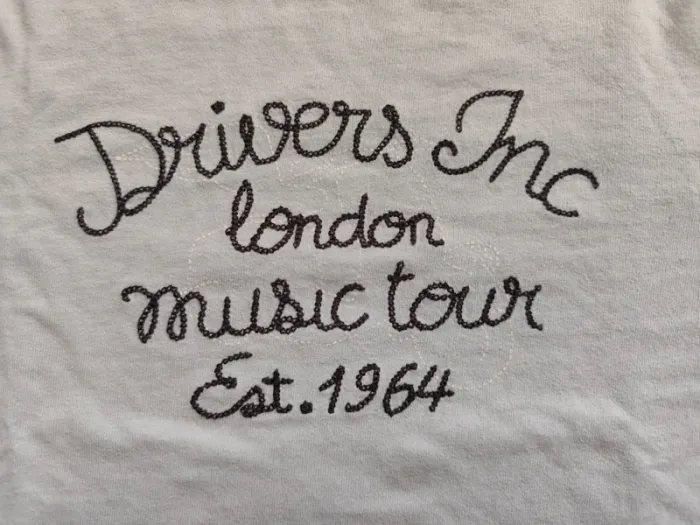 Drivers Inc
london
music tour
Est. 1964